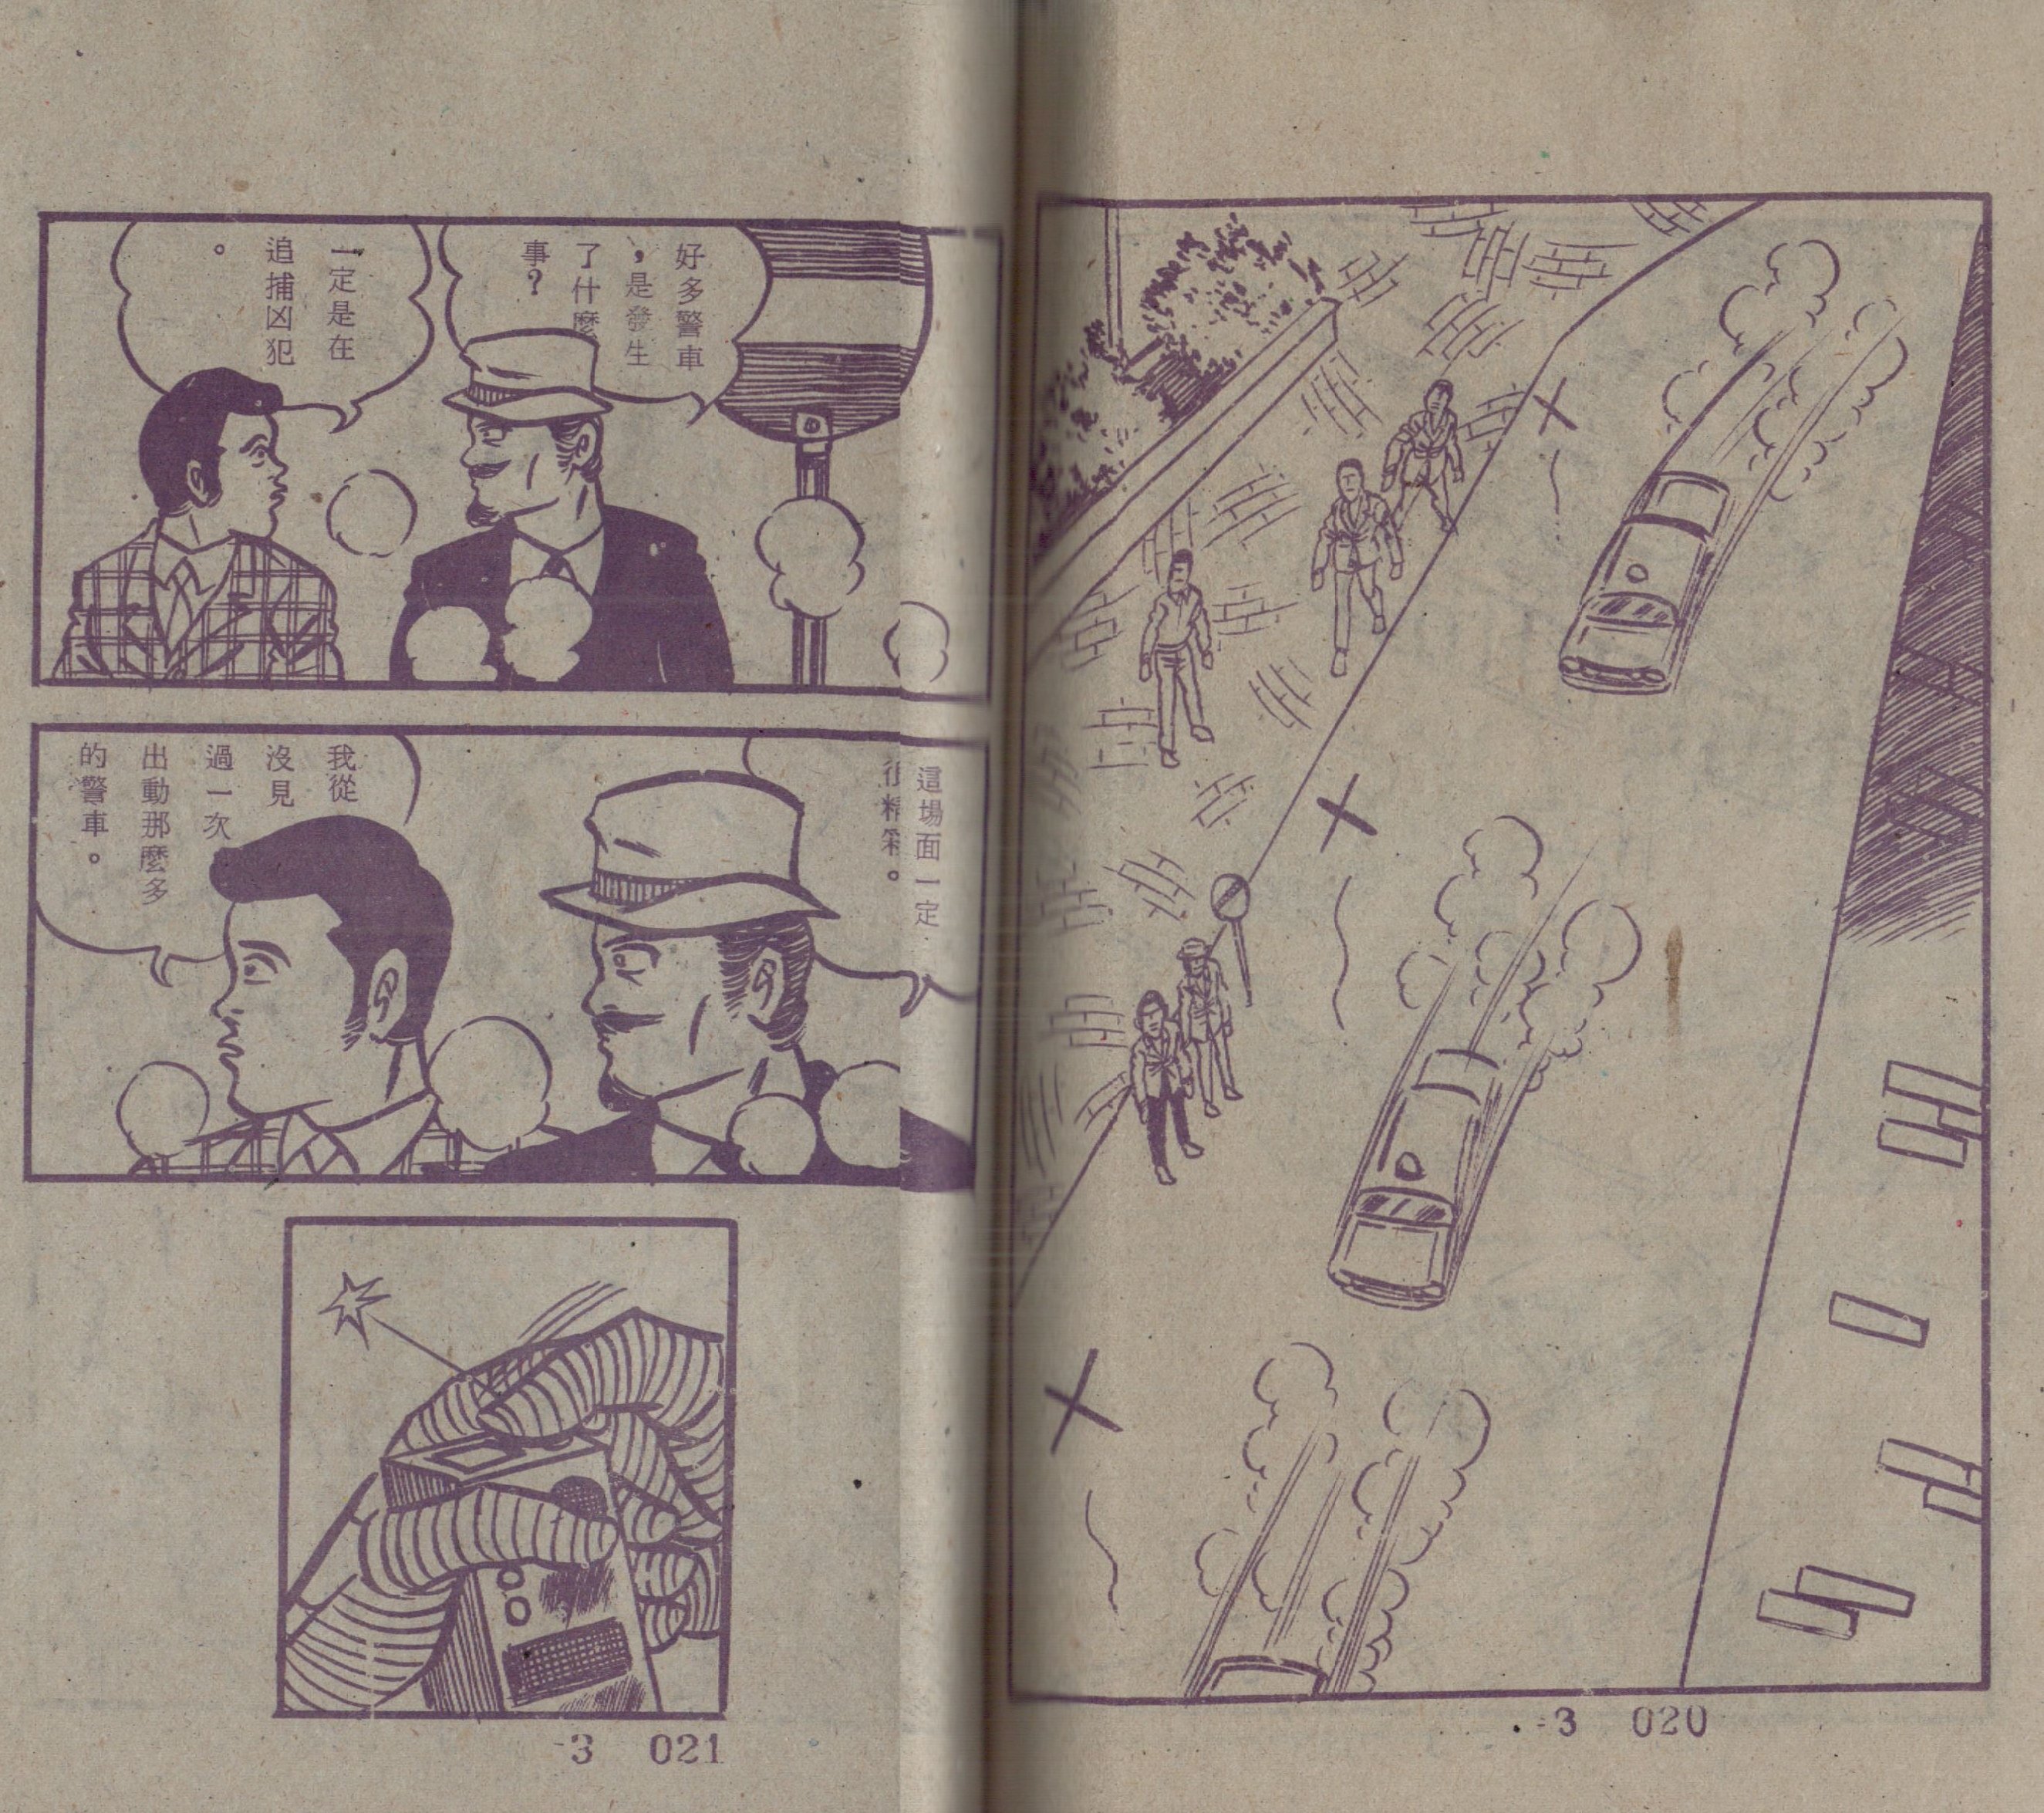 -3 020
好多警車
，是發生
了什麼
事？
一定是在
追捕凶犯
。
這場面一定
很精彩。
我從
沒見
過一次
出動那麼多
的警車。
-3 021